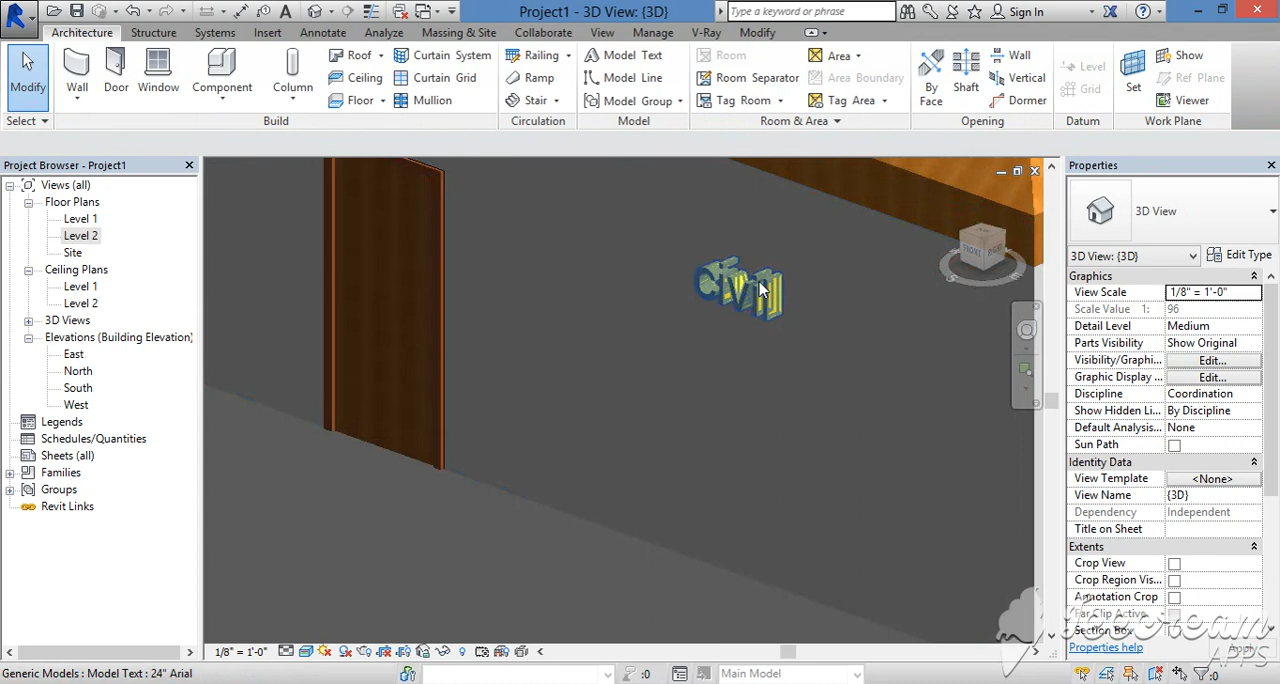 Project1 - 3D View: {3D}
Type a keyword or phrase
Sign In
Architecture Structure Systems Insert Annotate Analyze Massing & Site Collaborate View Manage V-Ray Modify
Modify
Wall
Door
Window
Component
Column
Roof
Ceiling
Floor
Curtain System
Curtain Grid
Mullion
Railing
Ramp
Stair
Model Text
Model Line
Model Group
Room
Room Separator
Tag Room
Area
Area Boundary
Tag Area
By
Face
Shaft
Wall
Vertical
Dormer
Level
Grid
Set
Show
Ref Plane
Viewer
Select
Build
Circulation
Model
Room & Area
Opening
Datum
Work Plane
Project Browser - Project1
Views (all)
Floor Plans
Level 1
Level 2
Site
Ceiling Plans
Level 1
Level 2
3D Views
Elevations (Building Elevation)
East
North
South
West
Legends
Schedules/Quantities
Sheets (all)
Families
Groups
Revit Links
Civil
FRONT
RIGHT
S
E
Properties
3D View
3D View: {3D}
Edit Type
Graphics
View Scale 1/8" = 1'-0"
Scale Value 1: 96
Detail Level Medium
Parts Visibility Show Original
Visibility/Graphi... Edit...
Graphic Display ... Edit...
Discipline Coordination
Show Hidden Li... By Discipline
Default Analysis... None
Sun Path
Identity Data
View Template <None>
View Name {3D}
Dependency Independent
Title on Sheet
Extents
Crop View
Crop Region Vis...
Annotation Crop
Far Clip Active
Section Box
Properties help
Apply
Icecream
APPS
1/8" = 1'-0"
Generic Models : Model Text : 24" Arial
:0
Main Model
:0